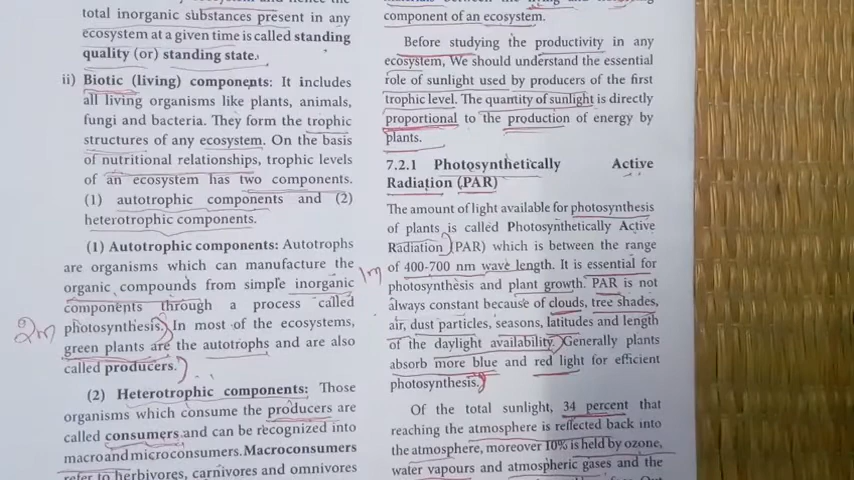 total inorganic substances present in any
ecosystem at a given time is called standing
quality (or) standing state.
ii) Biotic (living) components: It includes
all living organisms like plants, animals,
fungi and bacteria. They form the trophic
structures of any ecosystem. On the basis
of nutritional relationships, trophic levels
of an ecosystem has two components.
(1) autotrophic components and (2)
heterotrophic components.
(1) Autotrophic components: Autotrophs
are organisms which can manufacture the
organic compounds from simple inorganic
components through a process called
photosynthesis. In most of the ecosystems,
green plants are the autotrophs and are also
called producers.
2m
(2) Heterotrophic components: Those
organisms which consume the producers are
called consumers and can be recognized into
macro and microconsumers. Macroconsumers
refer to herbivores, carnivores and omnivores
component of an ecosystem.
Before studying the productivity in any
ecosystem, We should understand the essential
role of sunlight used by producers of the first
trophic level. The quantity of sunlight is directly
proportional to the production of energy by
plants.
7.2.1 Photosynthetically Active
Radiation (PAR)
The amount of light available for photosynthesis
of plants is called Photosynthetically Active
Radiation (PAR) which is between the range
1m
of 400-700 nm wave length. It is essential for
photosynthesis and plant growth. PAR is not
always constant because of clouds, tree shades,
air, dust particles, seasons, latitudes and length
of the daylight availability. Generally plants
absorb more blue and red light for efficient
photosynthesis.
Of the total sunlight, 34 percent that
reaching the atmosphere is reflected back into
the atmosphere, moreover 10% is held by ozone,
water vapours and atmospheric gases and the